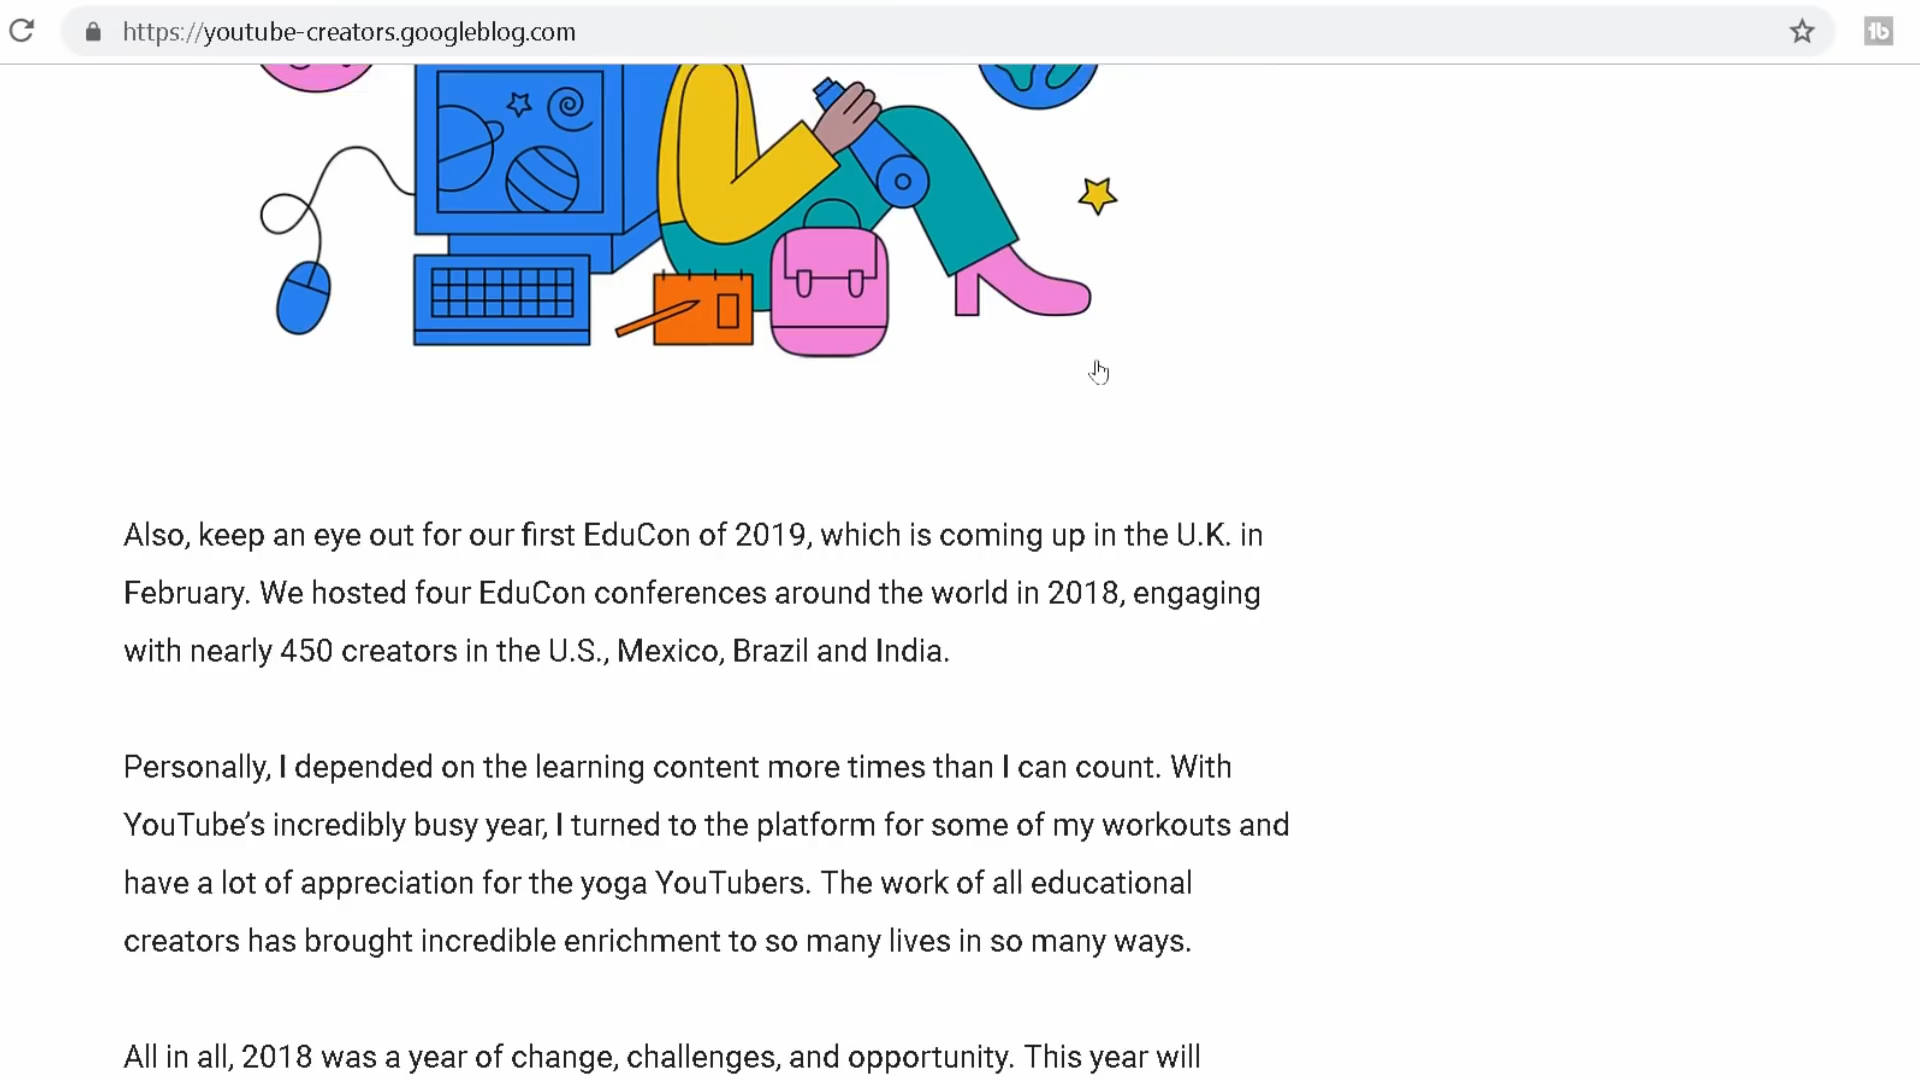 https://youtube-creators.googleblog.com
tb
Also, keep an eye out for our first EduCon of 2019, which is coming up in the U.K. in
February. We hosted four EduCon conferences around the world in 2018, engaging
with nearly 450 creators in the U.S., Mexico, Brazil and India.
Personally, I depended on the learning content more times than I can count. With
YouTube’s incredibly busy year, I turned to the platform for some of my workouts and
have a lot of appreciation for the yoga YouTubers. The work of all educational
creators has brought incredible enrichment to so many lives in so many ways.
All in all, 2018 was a year of change, challenges, and opportunity. This year will